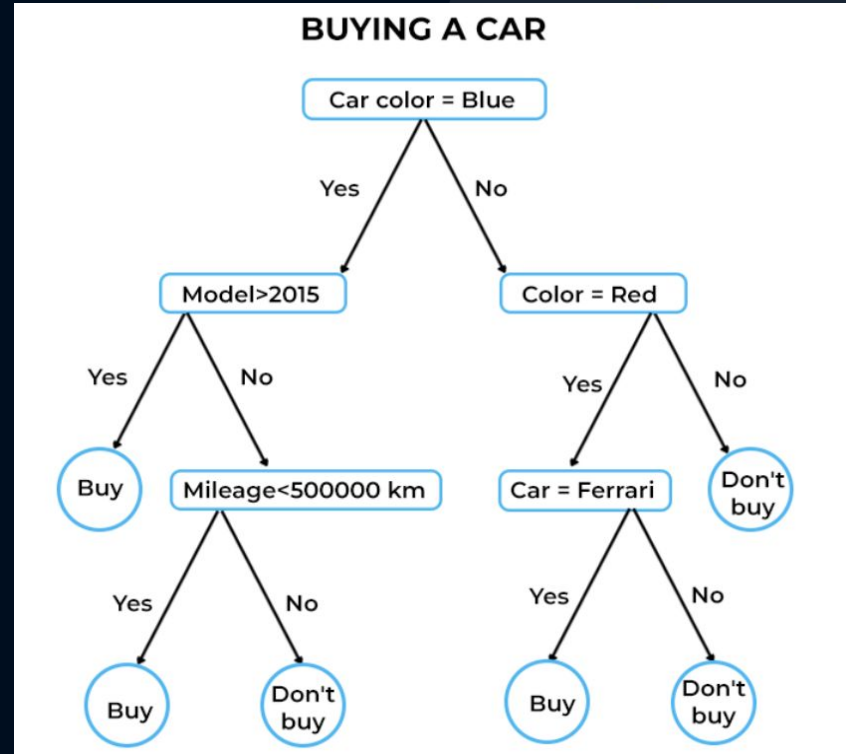 BUYING A CAR
Car color = Blue
Yes
No
Model>2015
Color = Red
Yes
No
Yes
No
Buy
Mileage<500000 km
Car = Ferrari
Don't
buy
Yes
No
Yes
No
Buy
Don't
buy
Buy
Don't
buy